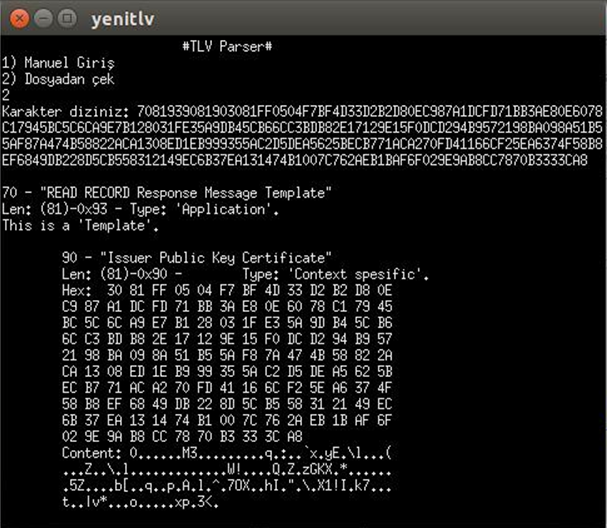 yenitlv
#TLV Parser#
1) Manuel Giriş
2) Dosyadan çek
2
Karakter diziniz: 7081939081903081FF0504F7BF4D33D2B2D80EC987A1DCFD71BB3AE80E6078
C17945BC5C6CA9E7B128031FE35A9DB45CB66CC3BDB82E17129E15F0DCD294B9572198BA098A51B5
5AF87A474B58822ACA1308ED1EB999355AC2D5DEA5625BECB771ACA270FD41166CF25EA6374F58B8
EF6849DB228D5CB558312149EC6B37EA131474B1007C762AEB1BAF6F029E9AB8CC7870B3333CA8
70 - "READ RECORD Response Message Template"
Len: (81)-0x93 - Type: 'Application'.
This is a 'Template'.
90 - "Issuer Public Key Certificate"
Len: (81)-0x90 - Type: 'Context spesific'.
Hex: 30 81 FF 05 04 F7 BF 4D 33 D2 B2 D8 0E
C9 87 A1 DC FD 71 BB 3A E8 0E 60 78 C1 79 45
BC 5C 6C A9 E7 B1 28 03 1F E3 5A 9D B4 5C B6
6C C3 BD B8 2E 17 12 9E 15 F0 DC D2 94 B9 57
21 98 BA 09 8A 51 B5 5A F8 7A 47 4B 58 82 2A
CA 13 08 ED 1E B9 99 35 5A C2 D5 DE A5 62 5B
EC B7 71 AC A2 70 FD 41 16 6C F2 5E A6 37 4F
58 B8 EF 68 49 DB 22 8D 5C B5 58 31 21 49 EC
6B 37 EA 13 14 74 B1 00 7C 76 2A EB 1B AF 6F
02 9E 9A B8 CC 78 70 B3 33 3C A8
Content: 0......M3.........q.:..`x.yE.\l...(
...Z..\.l..............W!....Q.Z.zGKX.*......
.5Z....b[..q..p.A.l.^.7OX..hI.".\.X1!I.k7...
t..|v*...o.....xp.3<.